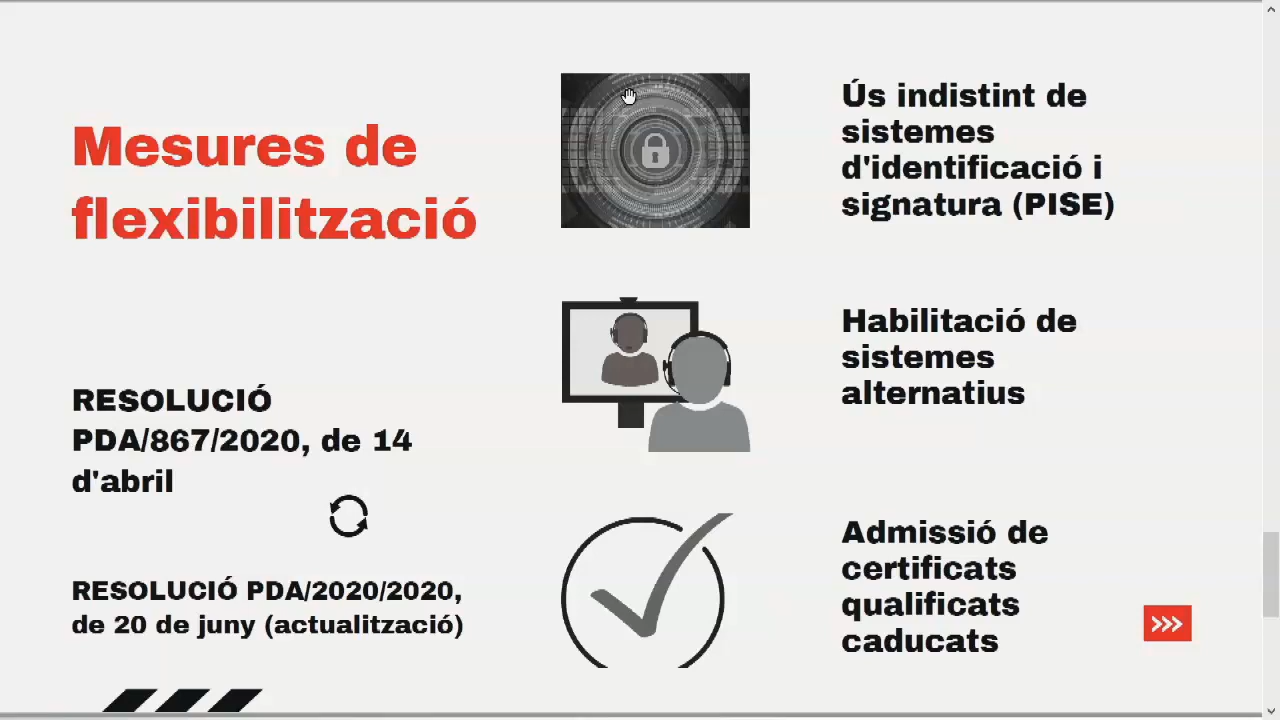 Mesures de
flexibilització
RESOLUCIÓ
PDA/867/2020, de 14
d'abril
RESOLUCIÓ PDA/2020/2020,
de 20 de juny (actualització)
Ús indistint de
sistemes
d'identificació i
signatura (PISE)
Habilitació de
sistemes
alternatius
Admissió de
certificats
qualificats
caducats